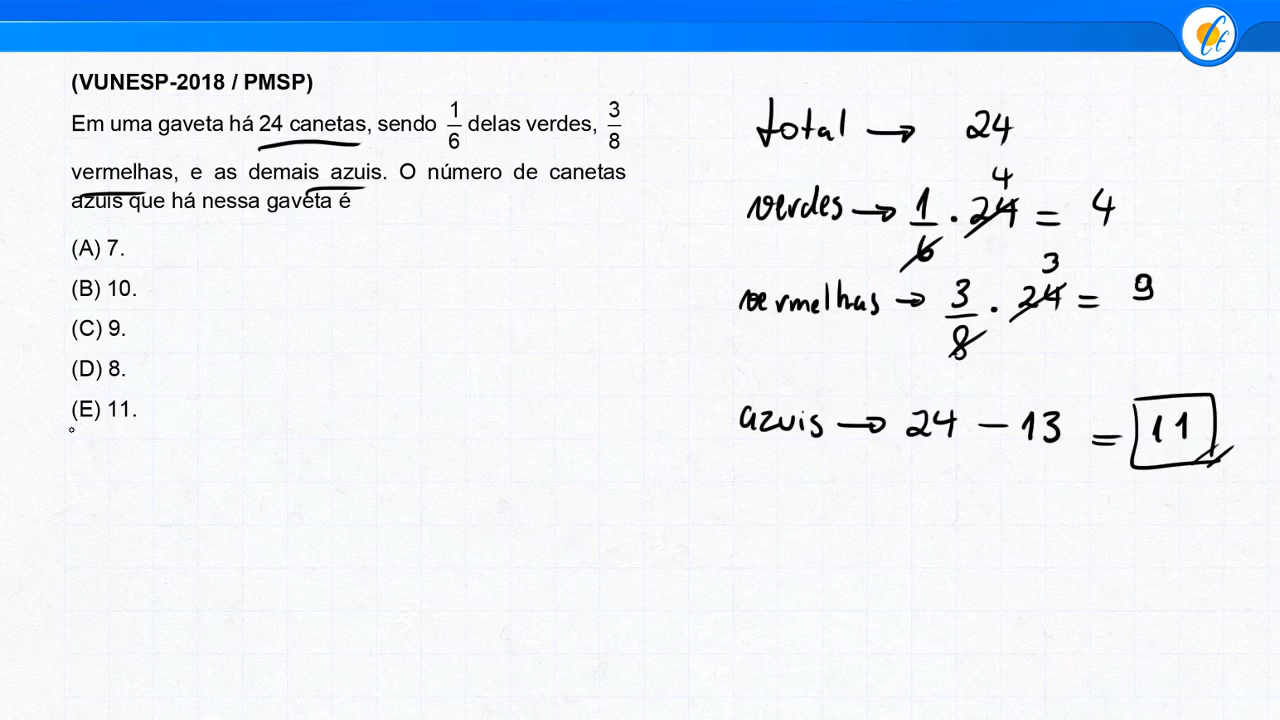 (VUNESP-2018 / PMSP)
Em uma gaveta há 24 canetas, sendo 1/6 delas verdes, 3/8
vermelhas, e as demais azuis. O número de canetas
azuis que há nessa gaveta é
(A) 7.
(B) 10.
(C) 9.
(D) 8.
(E) 11.
total → 24
verdes → 1/6 . 24 4 = 4
vermelhas → 3/8 . 24 3 = 9
azuis → 24 - 13 = 11